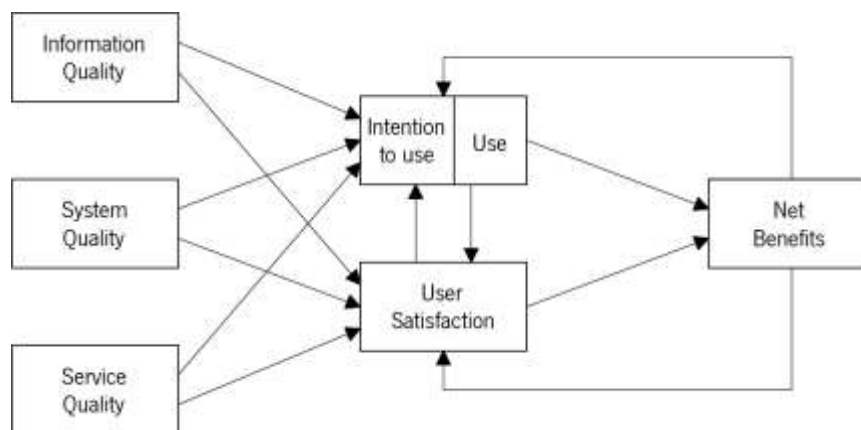 Information
Quality
Intention
to use
Use
System
Quality
Net
Benefits
User
Satisfaction
Service
Quality